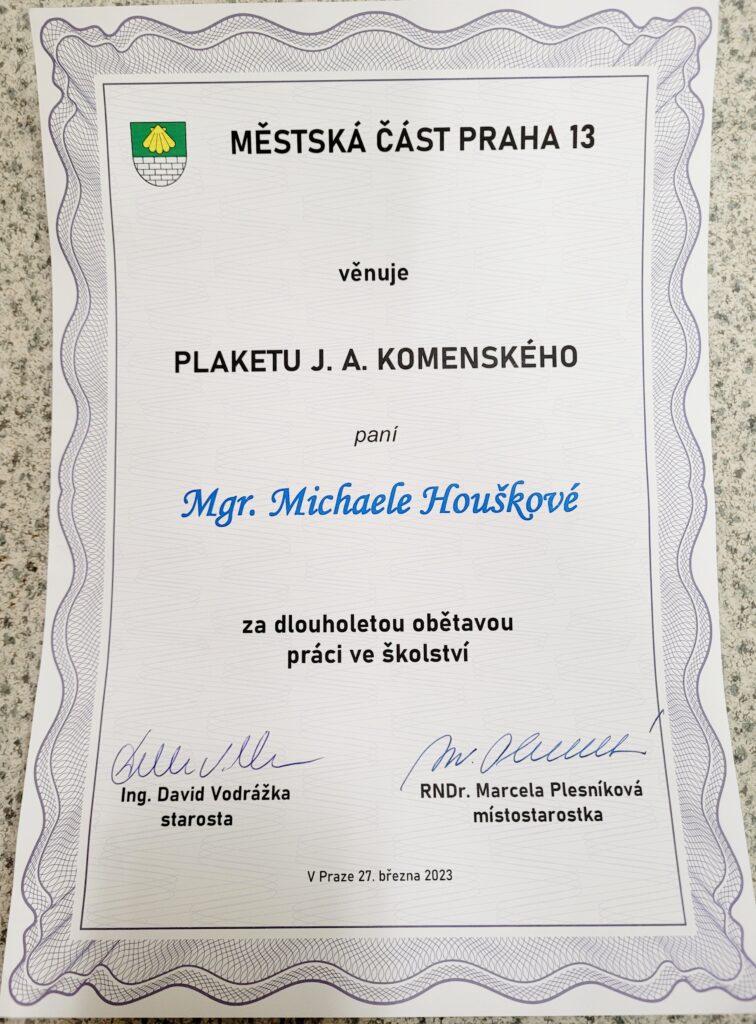 MĚSTSKÁ ČÁST PRAHA 13
věnuje
PLAKETU J. A. KOMENSKÉHO
paní
Mgr. Michaele Houškové
za dlouholetou obětavou
práci ve školství
Ing. David Vodrážka
starosta
RNDr. Marcela Plesníková
místostarostka
V Praze 27. března 2023